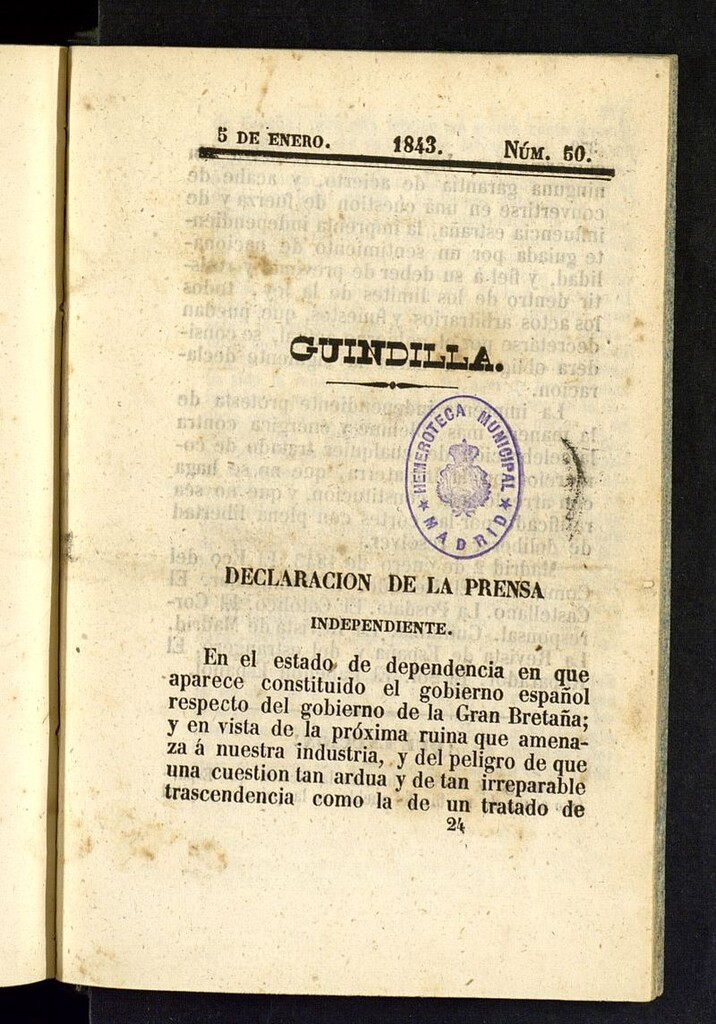 5 DE ENERO. 1843. NÚM. 50.
GUINDILLA.
HEMEROTECA MUNICIPAL
★ MADRID ★
DECLARACION DE LA PRENSA
INDEPENDIENTE.
En el estado de dependencia en que
aparece constituido el gobierno español
respecto del gobierno de la Gran Bretaña;
y en vista de la próxima ruina que amena-
za á nuestra industria, y del peligro de que
una cuestion tan ardua y de tan irreparable
trascendencia como la de un tratado de
24